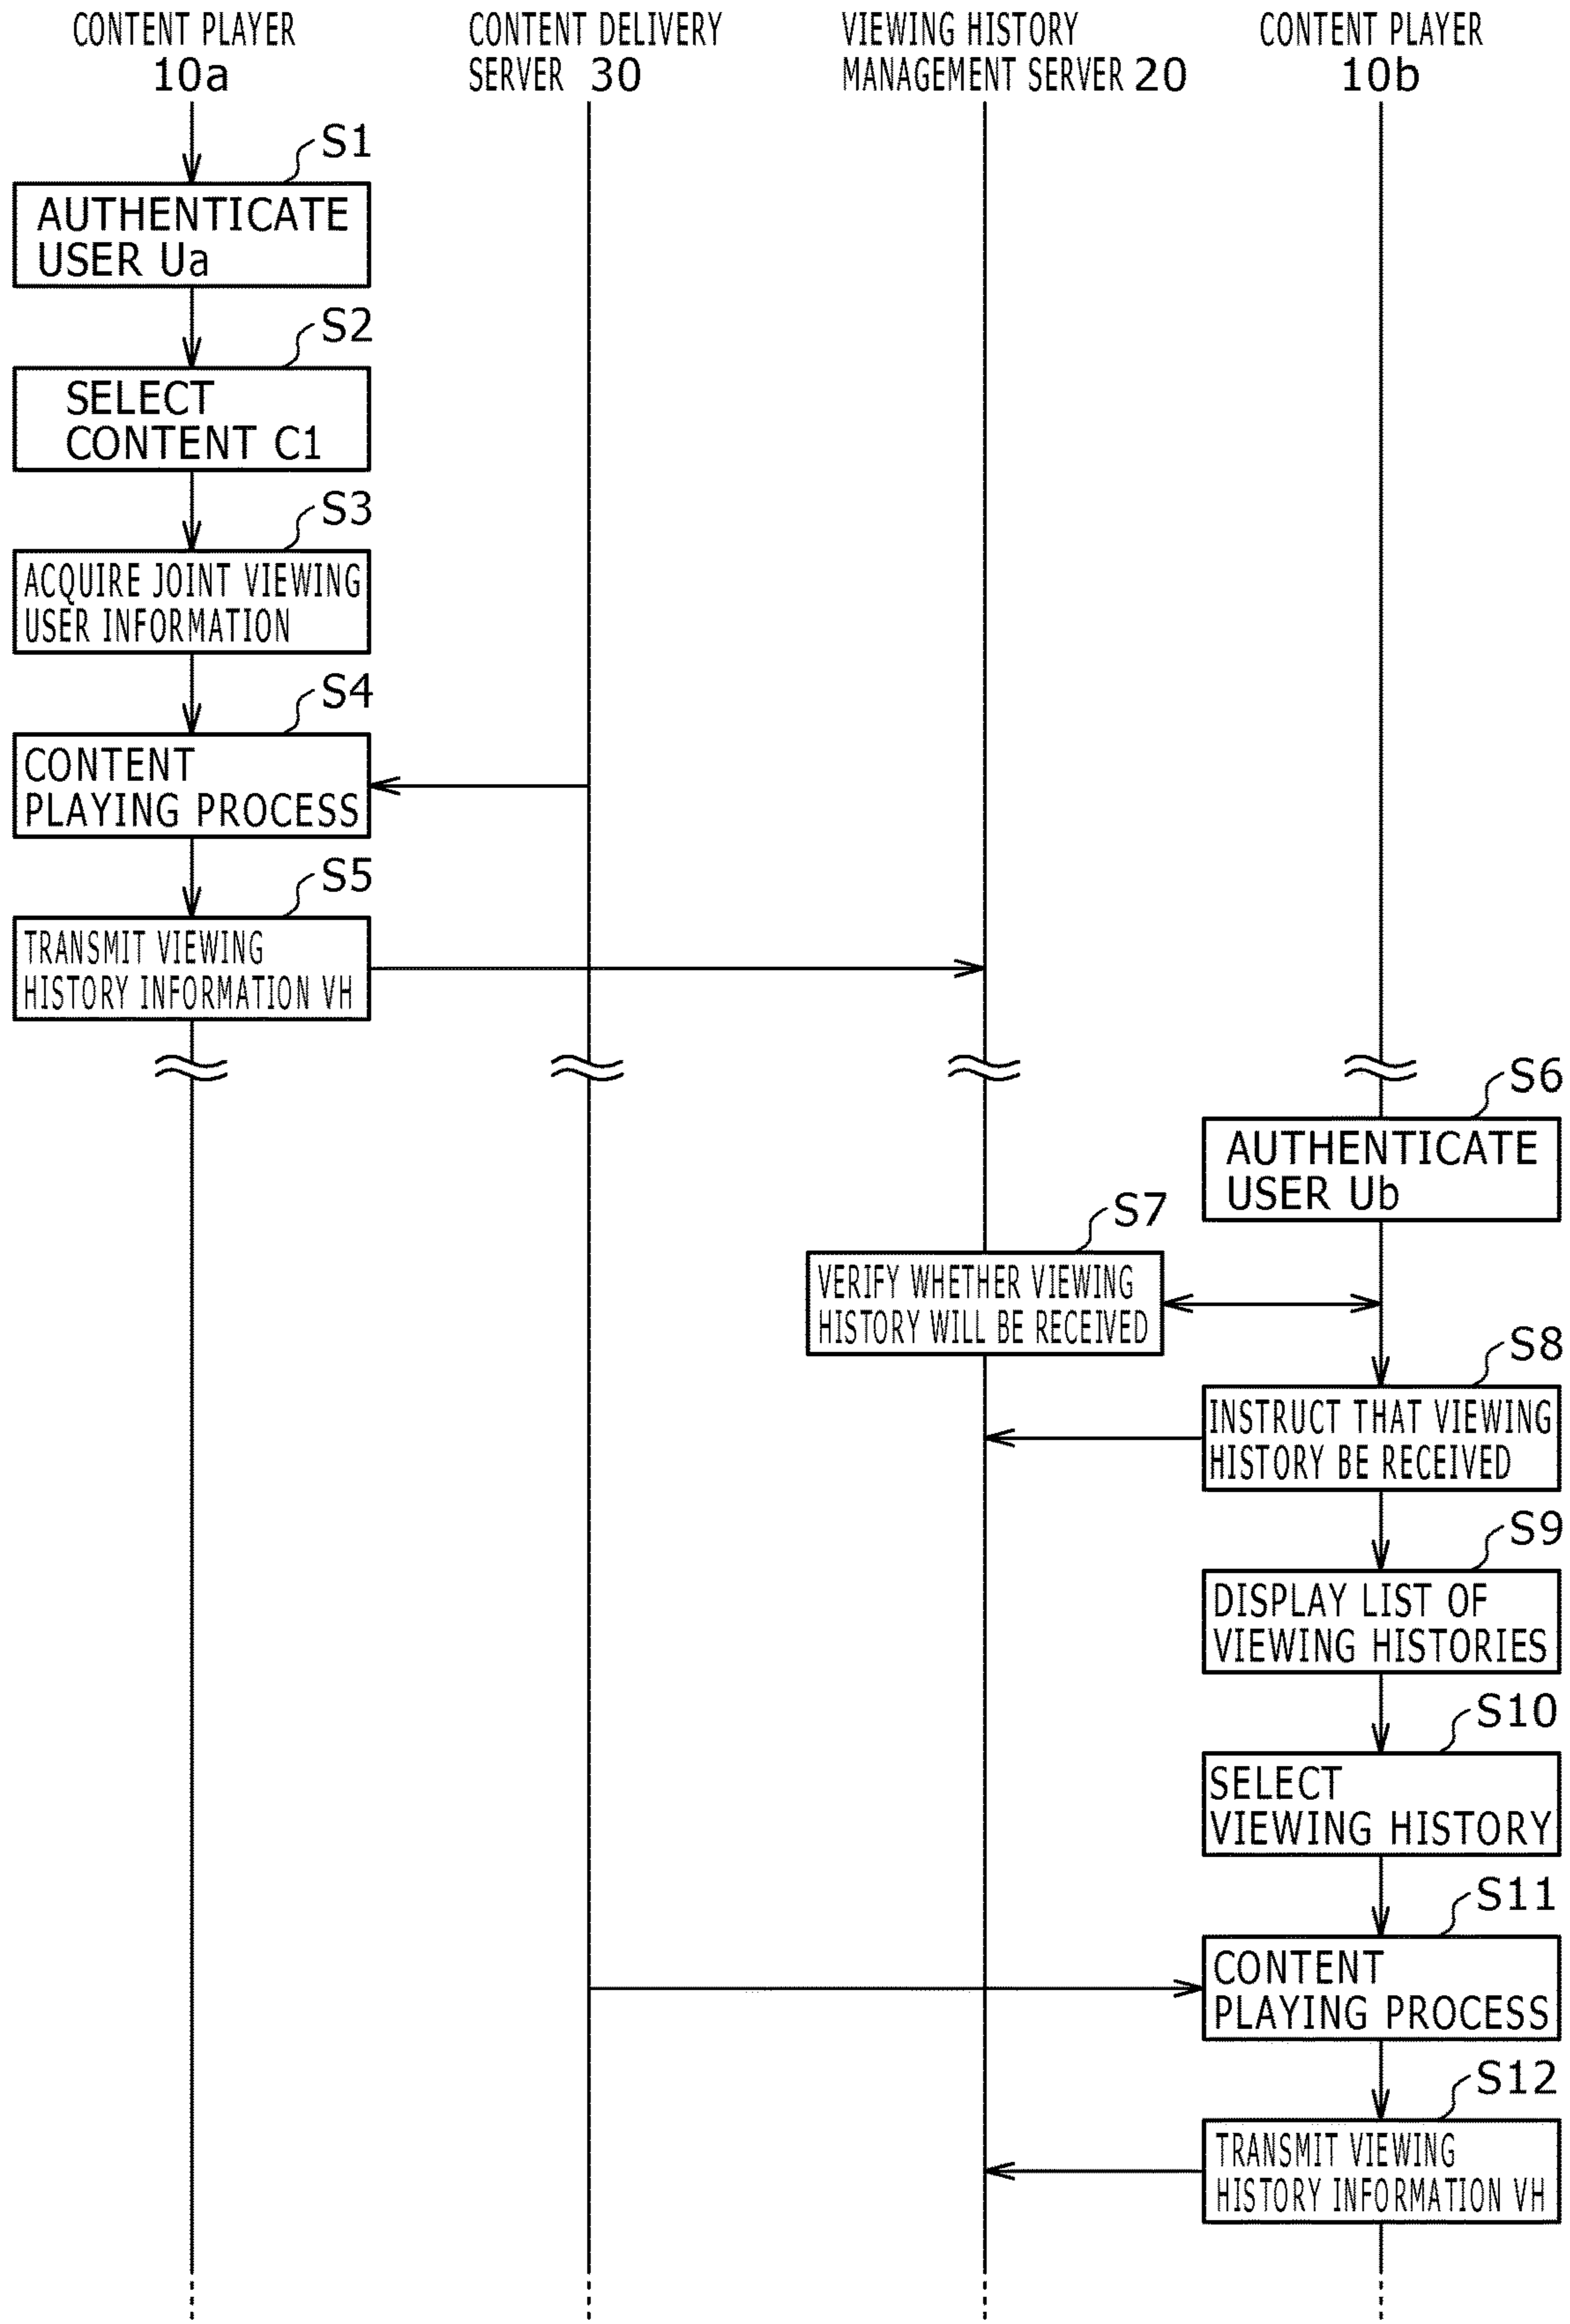 CONTENT PLAYER
10a
CONTENT DELIVERY
SERVER 30
VIEWING HISTORY
MANAGEMENT SERVER 20
CONTENT PLAYER
10b
S1
AUTHENTICATE
USER Ua
S2
SELECT
CONTENT C1
S3
ACQUIRE JOINT VIEWING
USER INFORMATION
S4
CONTENT
PLAYING PROCESS
S5
TRANSMIT VIEWING
HISTORY INFORMATION VH
S6
AUTHENTICATE
USER Ub
S7
VERIFY WHETHER VIEWING
HISTORY WILL BE RECEIVED
S8
INSTRUCT THAT VIEWING
HISTORY BE RECEIVED
S9
DISPLAY LIST OF
VIEWING HISTORIES
S10
SELECT
VIEWING HISTORY
S11
CONTENT
PLAYING PROCESS
S12
TRANSMIT VIEWING
HISTORY INFORMATION VH